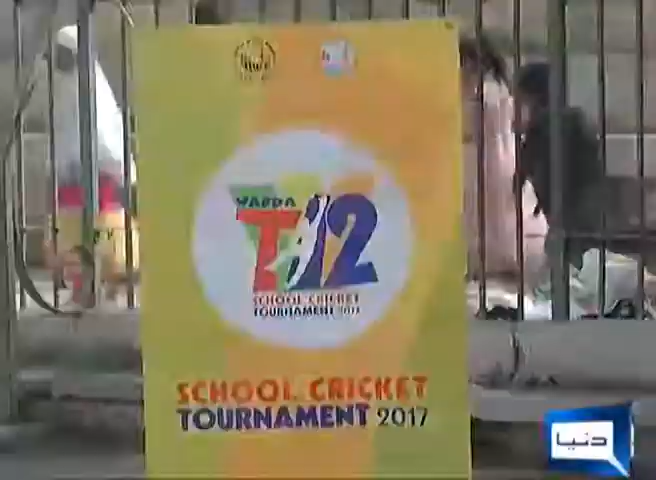 WAPDA
T12
SCHOOL CRICKET
TOURNAMENT 2017
SCHOOL CRICKET
TOURNAMENT 2017
دنیا